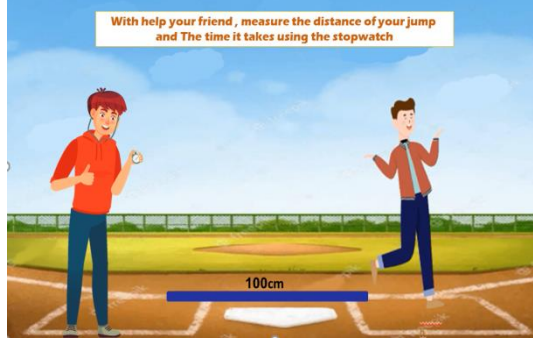 With help your friend , measure the distance of your jump
and The time it takes using the stopwatch
100cm